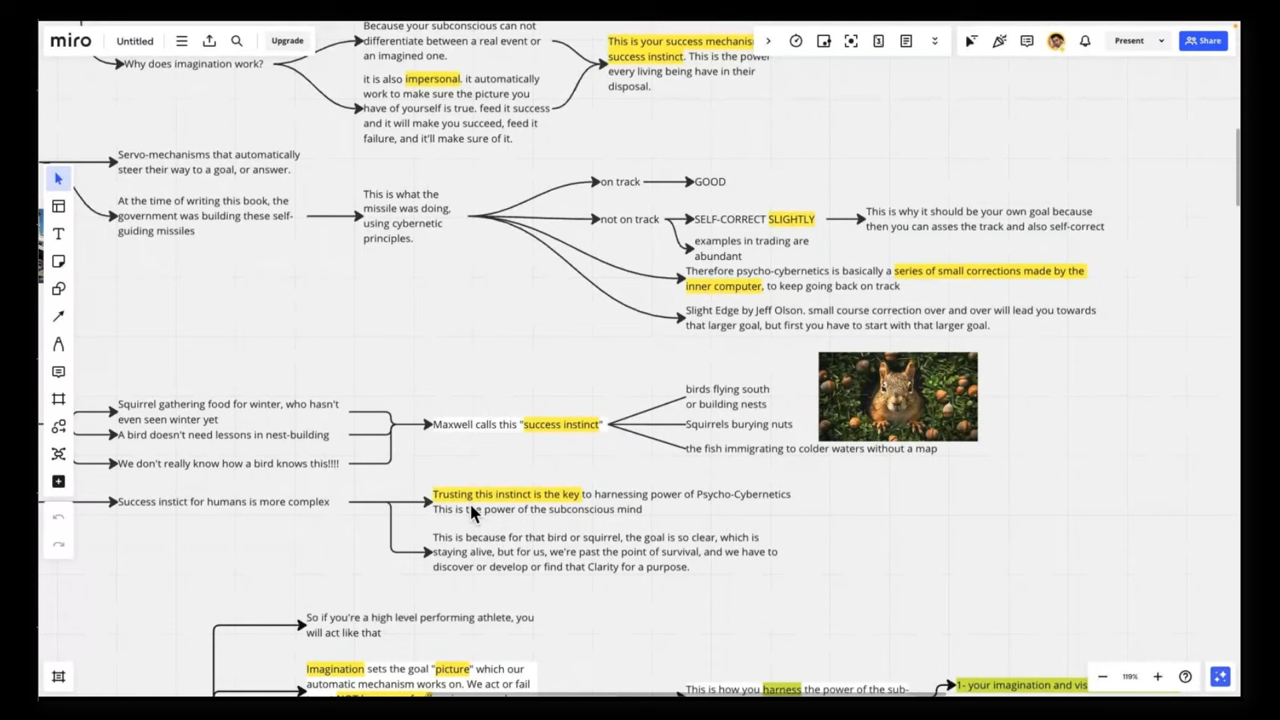 miro
Untitled
Upgrade
Present
Share
Because your subconscious can not
differentiate between a real event or
an imagined one.
Why does imagination work?
it is also impersonal. it automatically
work to make sure the picture you
have of yourself is true. feed it success
and it will make you succeed, feed it
failure, and it'll make sure of it.
This is your success mechanis
success instinct. This is the power
every living being have in their
disposal.
Servo-mechanisms that automatically
steer their way to a goal, or answer.
At the time of writing this book, the
government was building these self-
guiding missiles
This is what the
missile was doing,
using cybernetic
principles.
on track
GOOD
not on track
SELF-CORRECT SLIGHTLY
This is why it should be your own goal because
then you can asses the track and also self-correct
examples in trading are
abundant
Therefore psycho-cybernetics is basically a series of small corrections made by the
inner computer, to keep going back on track
Slight Edge by Jeff Olson. small course correction over and over will lead you towards
that larger goal, but first you have to start with that larger goal.
Squirrel gathering food for winter, who hasn't
even seen winter yet
A bird doesn't need lessons in nest-building
We don't really know how a bird knows this!!!!
Maxwell calls this "success instinct"
birds flying south
or building nests
Squirrels burying nuts
the fish immigrating to colder waters without a map
Success instict for humans is more complex
Trusting this instinct is the key to harnessing power of Psycho-Cybernetics
This is the power of the subconscious mind
This is because for that bird or squirrel, the goal is so clear, which is
staying alive, but for us, we're past the point of survival, and we have to
discover or develop or find that Clarity for a purpose.
So if you're a high level performing athlete, you
will act like that
Imagination sets the goal "picture" which our
automatic mechanism works on. We act or fail
This is how you harness the power of the sub-
1- your imagination and vis
119%